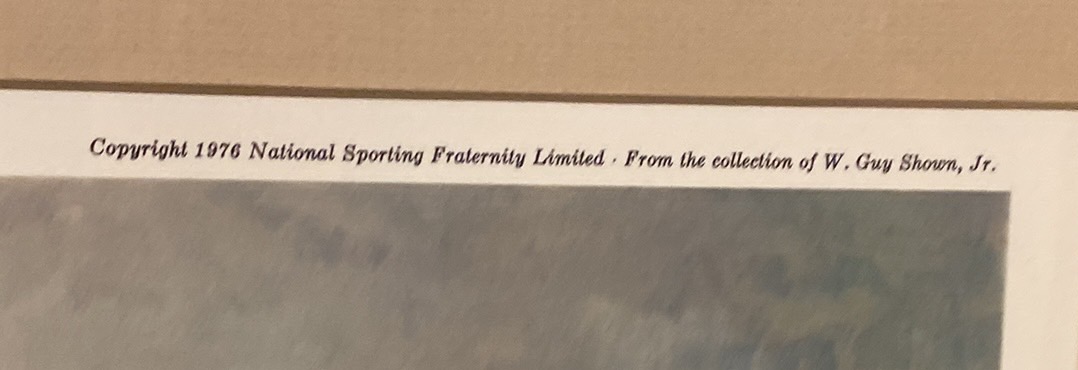 Copyright 1976 National Sporting Fraternity Limited · From the collection of W. Guy Shown, Jr.